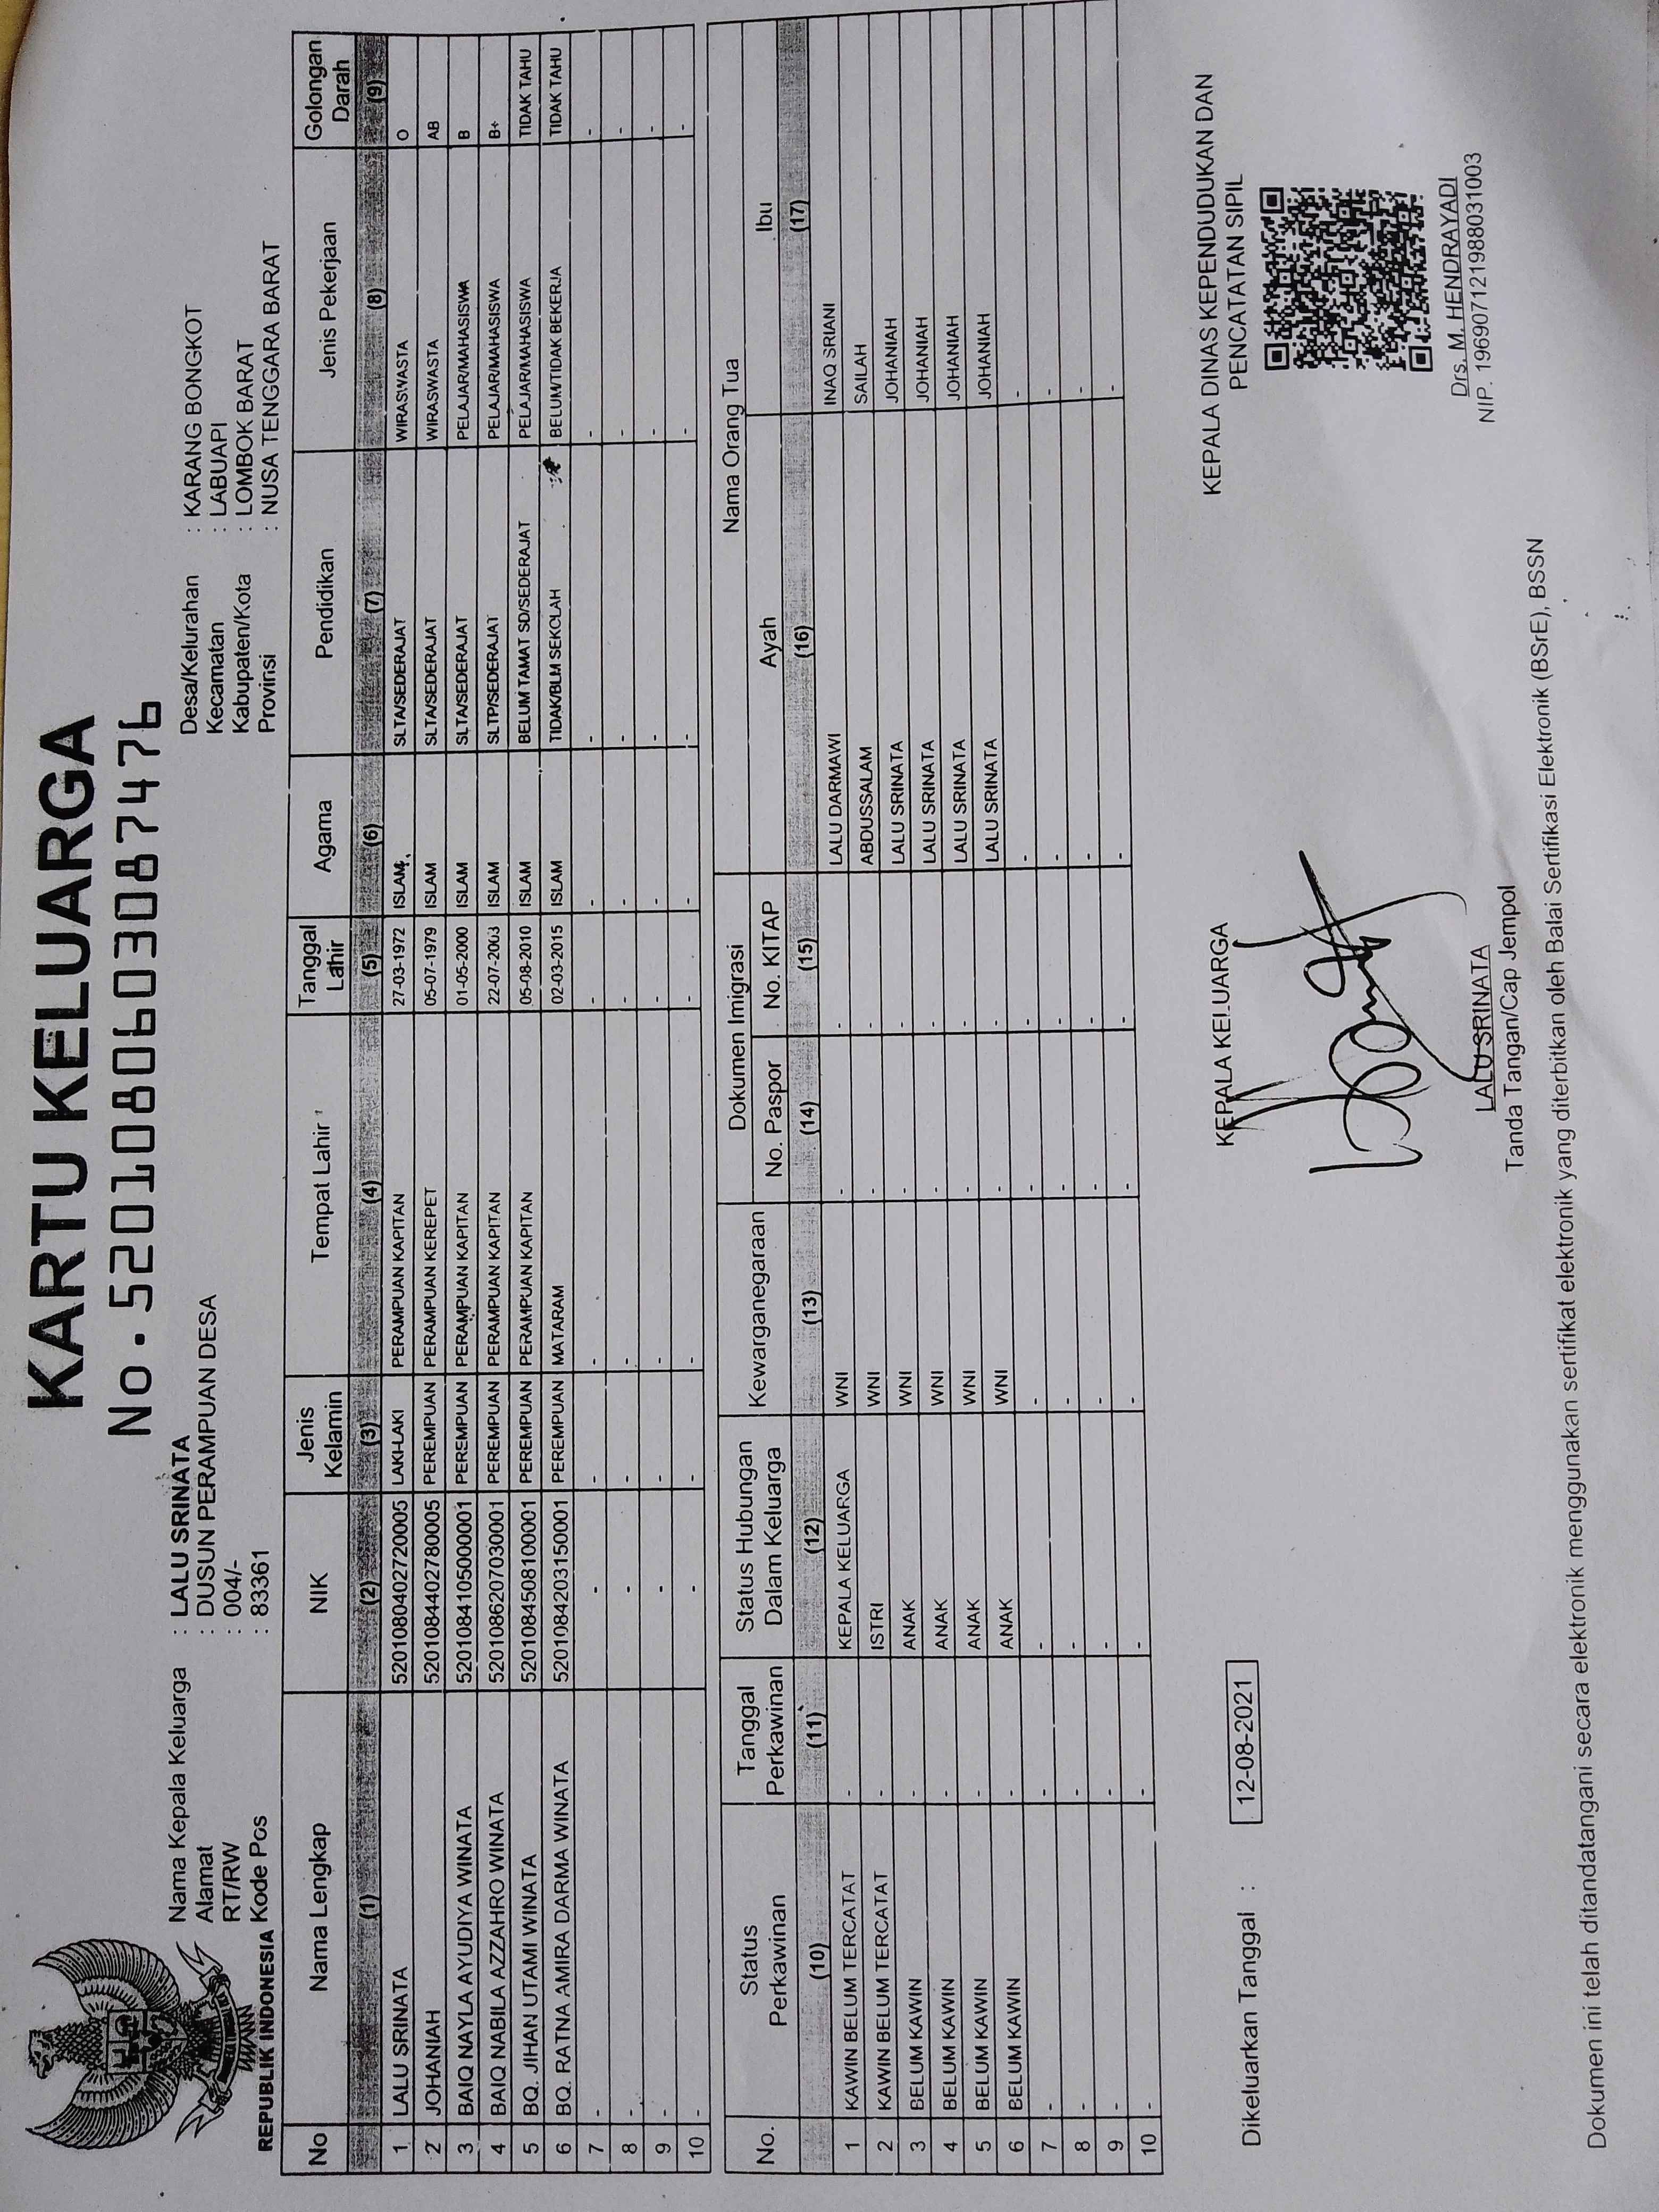 KARTU KELUARGA
No. 5201080603087476
REPUBLIK INDONESIA
Nama Kepala Keluarga : LALU SRINATA
Alamat : DUSUN PERAMPUAN DESA
RT/RW : 004/-
Kode Pos : 83361
Desa/Kelurahan : KARANG BONGKOT
Kecamatan : LABUAPI
Kabupaten/Kota : LOMBOK BARAT
Provinsi : NUSA TENGGARA BARAT
No Nama Lengkap NIK Jenis Kelamin Tempat Lahir Tanggal Lahir Agama Pendidikan Jenis Pekerjaan Golongan Darah
(1) (2) (3) (4) (5) (6) (7) (8) (9)
1 LALU SRINATA 5201080402720005 LAKI-LAKI PERAMPUAN KAPITAN 27-03-1972 ISLAM SLTA/SEDERAJAT WIRASWASTA O
2 JOHANIAH 5201084402780005 PEREMPUAN PERAMPUAN KEREPET 05-07-1979 ISLAM SLTA/SEDERAJAT WIRASWASTA AB
3 BAIQ NAYLA AYUDIYA WINATA 5201084105000001 PEREMPUAN PERAMPUAN KAPITAN 01-05-2000 ISLAM SLTA/SEDERAJAT PELAJAR/MAHASISWA B
4 BAIQ NABILA AZZAHRO WINATA 5201086207030001 PEREMPUAN PERAMPUAN KAPITAN 22-07-2003 ISLAM SLTP/SEDERAJAT PELAJAR/MAHASISWA B+
5 BQ. JIHAN UTAMI WINATA 5201084508100001 PEREMPUAN PERAMPUAN KAPITAN 05-08-2010 ISLAM BELUM TAMAT SD/SEDERAJAT PELAJAR/MAHASISWA TIDAK TAHU
6 BQ. RATNA AMIRA DARMA WINATA 5201084203150001 PEREMPUAN MATARAM 02-03-2015 ISLAM TIDAK/BLM SEKOLAH BELUM/TIDAK BEKERJA TIDAK TAHU
7 - - - - - - - - -
8 - - - - - - - - -
9 - - - - - - - - -
10 - - - - - - - - -
No. Status Perkawinan Tanggal Perkawinan Status Hubungan Dalam Keluarga Kewarganegaraan Dokumen Imigrasi Nama Orang Tua
No. Paspor No. KITAP Ayah Ibu
(10) (11) (12) (13) (14) (15) (16) (17)
1 KAWIN BELUM TERCATAT - KEPALA KELUARGA WNI - - LALU DARMAWI INAQ SRIANI
2 KAWIN BELUM TERCATAT - ISTRI WNI - - ABDUSSALAM SAILAH
3 BELUM KAWIN - ANAK WNI - - LALU SRINATA JOHANIAH
4 BELUM KAWIN - ANAK WNI - - LALU SRINATA JOHANIAH
5 BELUM KAWIN - ANAK WNI - - LALU SRINATA JOHANIAH
6 BELUM KAWIN - ANAK WNI - - LALU SRINATA JOHANIAH
7 - - - - - - - -
8 - - - - - - - -
9 - - - - - - - -
10 - - - - - - - -
Dikeluarkan Tanggal : 12-08-2021
KEPALA KELUARGA
LALU SRINATA
Tanda Tangan/Cap Jempol
KEPALA DINAS KEPENDUDUKAN DAN
PENCATATAN SIPIL
Drs. M. HENDRAYADI
NIP. 196907121988031003
Dokumen ini telah ditandatangani secara elektronik menggunakan sertifikat elektronik yang diterbitkan oleh Balai Sertifikasi Elektronik (BSrE), BSSN